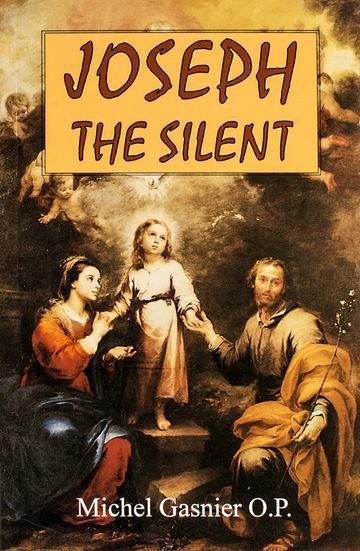 JOSEPH
THE SILENT
Michel Gasnier O.P.